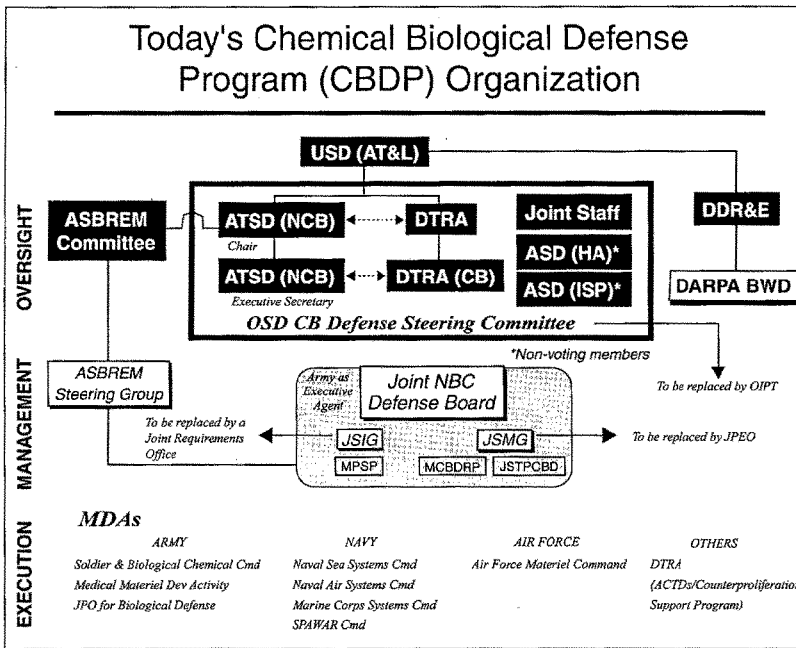 Today's Chemical Biological Defense
Program (CBDP) Organization
OVERSIGHT
USD (AT&L)
ASBREM
Committee
ATSD (NCB)
DTRA
Chair
ATSD (NCB)
DTRA (CB)
Executive Secretary
Joint Staff
ASD (HA)*
ASD (ISP)*
OSD CB Defense Steering Committee
DDR&E
DARPA BWD
*Non-voting members
To be replaced by OIPT
MANAGEMENT
ASBREM
Steering Group
Army as
Executive
Agent
Joint NBC
Defense Board
To be replaced by a
Joint Requirements
Office
JSIG
JSMG
To be replaced by JPEO
MPSP
MCBDRP
JSTPCBD
EXECUTION
MDAs
ARMY
Soldier & Biological Chemical Cmd
Medical Materiel Dev Activity
JPO for Biological Defense
NAVY
Naval Sea Systems Cmd
Naval Air Systems Cmd
Marine Corps Systems Cmd
SPAWAR Cmd
AIR FORCE
Air Force Materiel Command
OTHERS
DTRA
(ACTDs/Counterproliferation
Support Program)